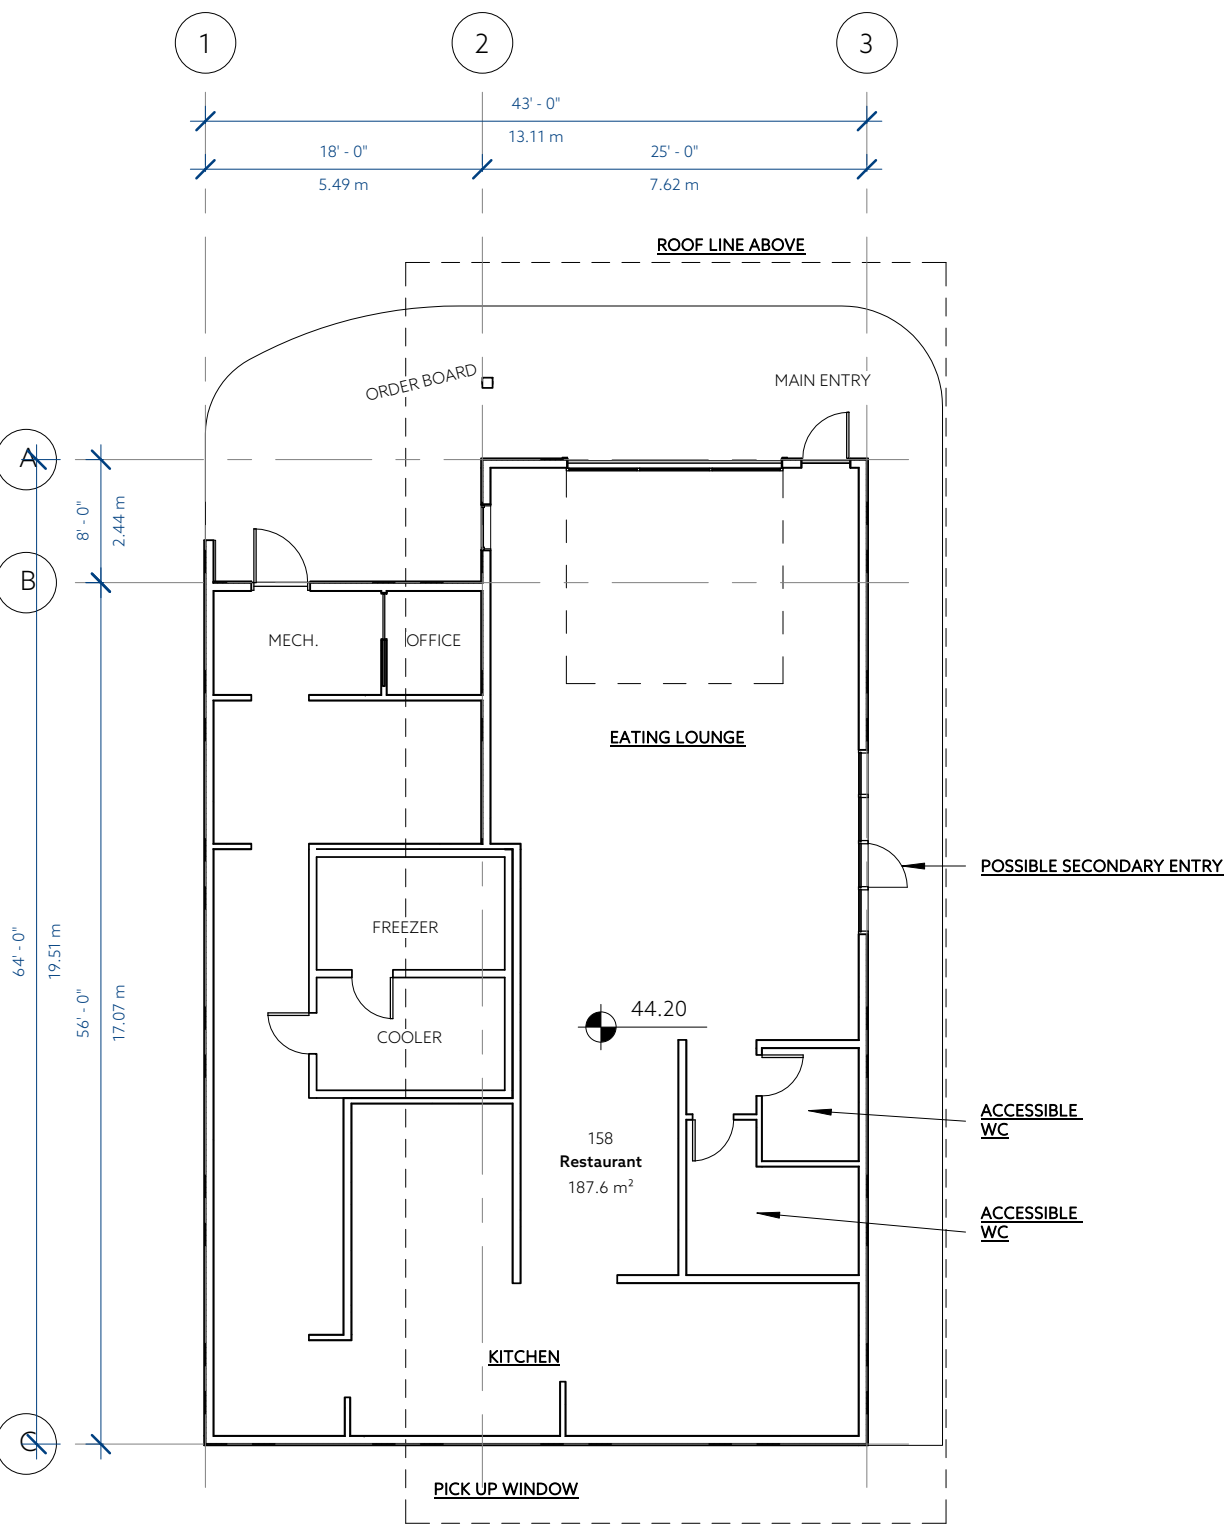 1
2
3
43' - 0"
13.11 m
18' - 0"
25' - 0"
5.49 m
7.62 m
ROOF LINE ABOVE
ORDER BOARD
MAIN ENTRY
A
8' - 0"
2.44 m
B
MECH.
OFFICE
EATING LOUNGE
POSSIBLE SECONDARY ENTRY
FREEZER
64' - 0"
19.51 m
56' - 0"
17.07 m
44.20
COOLER
ACCESSIBLE
WC
158
Restaurant
187.6 m²
ACCESSIBLE
WC
KITCHEN
C
PICK UP WINDOW